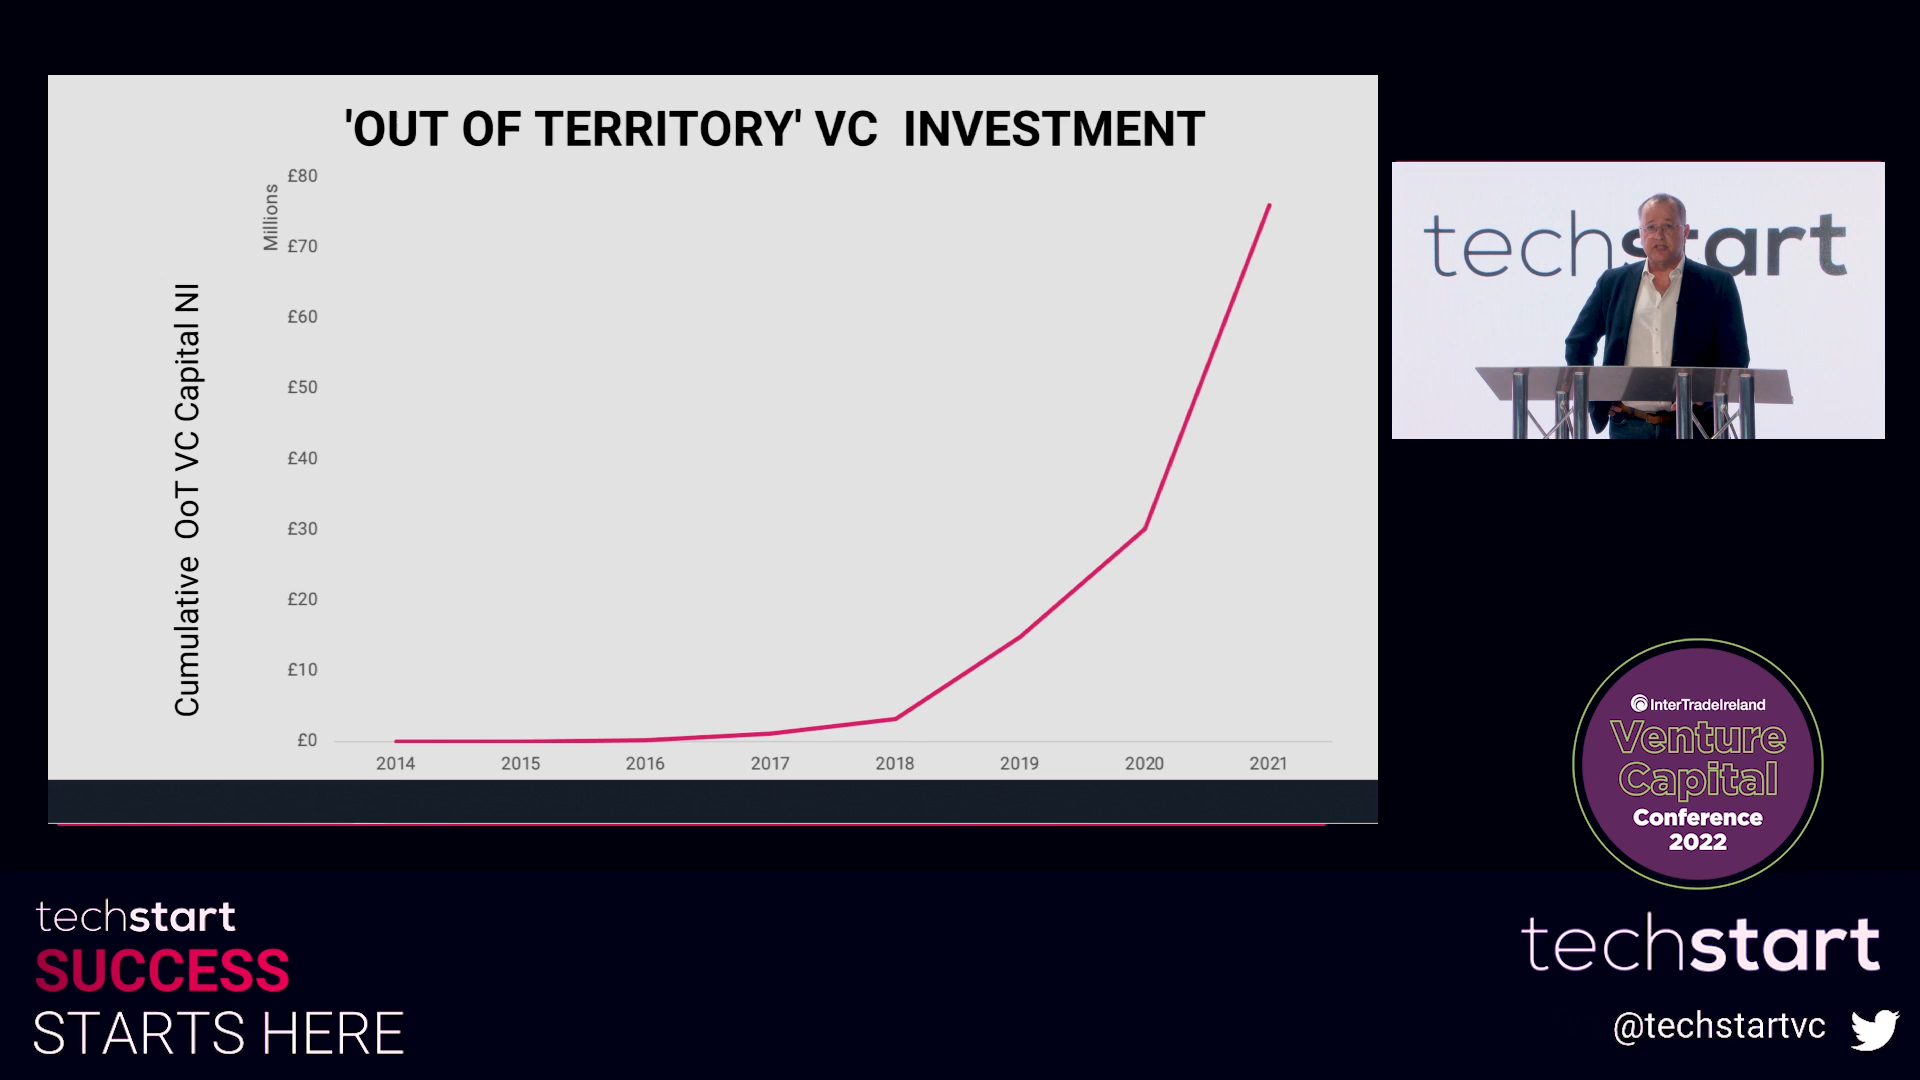 'OUT OF TERRITORY' VC INVESTMENT
Cumulative OoT VC Capital NI
Millions
£80
£70
£60
£50
£40
£30
£20
£10
£0
2014 2015 2016 2017 2018 2019 2020 2021
techstart
InterTradeIreland
Venture
Capital
Conference
2022
techstart
SUCCESS
STARTS HERE
techstart
@techstartvc